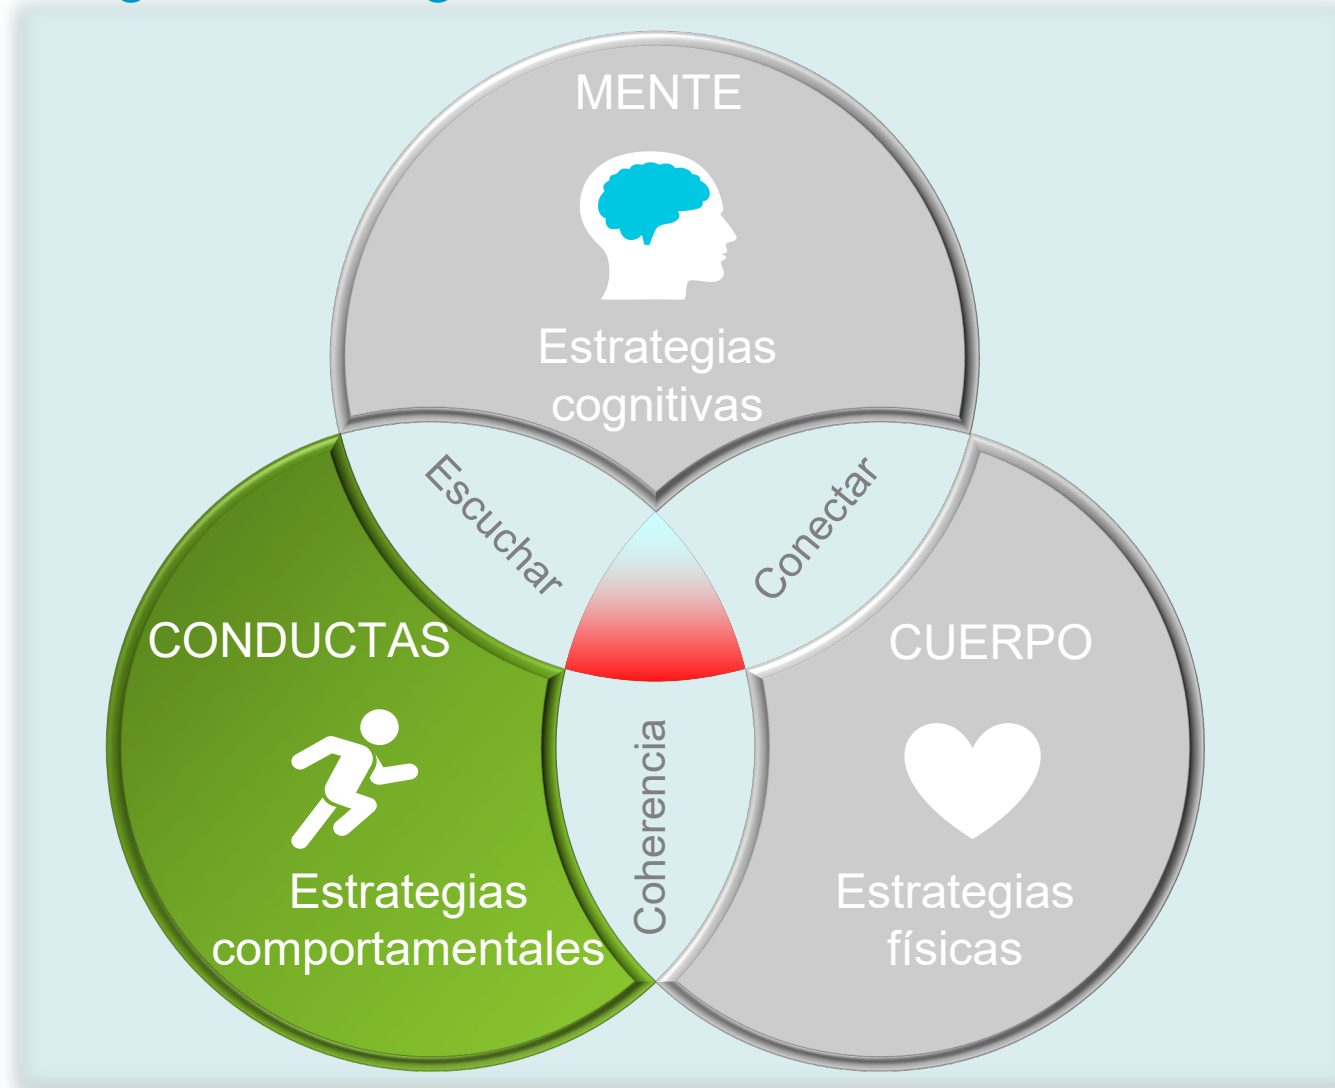 MENTE
Estrategias
cognitivas
Escuchar
Conectar
CONDUCTAS
CUERPO
Coherencia
Estrategias
comportamentales
Estrategias
físicas